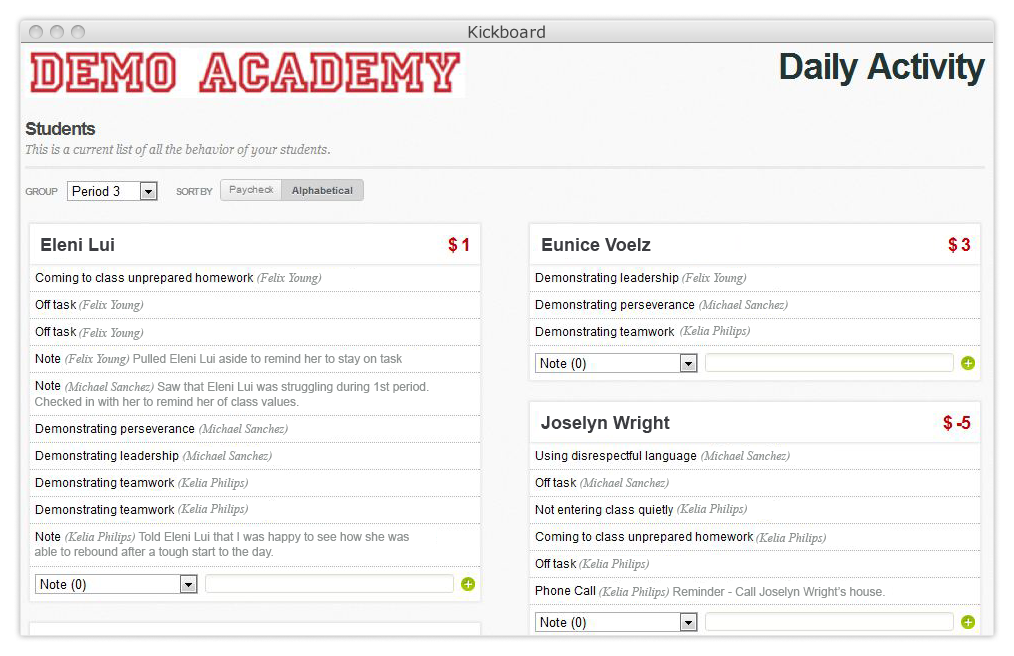 Kickboard
DEMO ACADEMY
Daily Activity
Students
This is a current list of all the behavior of your students.
GROUP Period 3 SORT BY Paycheck Alphabetical
Eleni Lui $ 1
Coming to class unprepared homework (Felix Young)
Off task (Felix Young)
Off task (Felix Young)
Note (Felix Young) Pulled Eleni Lui aside to remind her to stay on task
Note (Michael Sanchez) Saw that Eleni Lui was struggling during 1st period.
Checked in with her to remind her of class values.
Demonstrating perseverance (Michael Sanchez)
Demonstrating leadership (Michael Sanchez)
Demonstrating teamwork (Kelia Philips)
Demonstrating teamwork (Kelia Philips)
Note (Kelia Philips) Told Eleni Lui that I was happy to see how she was
able to rebound after a tough start to the day.
Note (0)
Eunice Voelz $ 3
Demonstrating leadership (Felix Young)
Demonstrating perseverance (Michael Sanchez)
Demonstrating teamwork (Kelia Philips)
Note (0)
Joselyn Wright $ -5
Using disrespectful language (Michael Sanchez)
Off task (Michael Sanchez)
Not entering class quietly (Kelia Philips)
Coming to class unprepared homework (Kelia Philips)
Off task (Kelia Philips)
Phone Call (Kelia Philips) Reminder - Call Joselyn Wright's house.
Note (0)